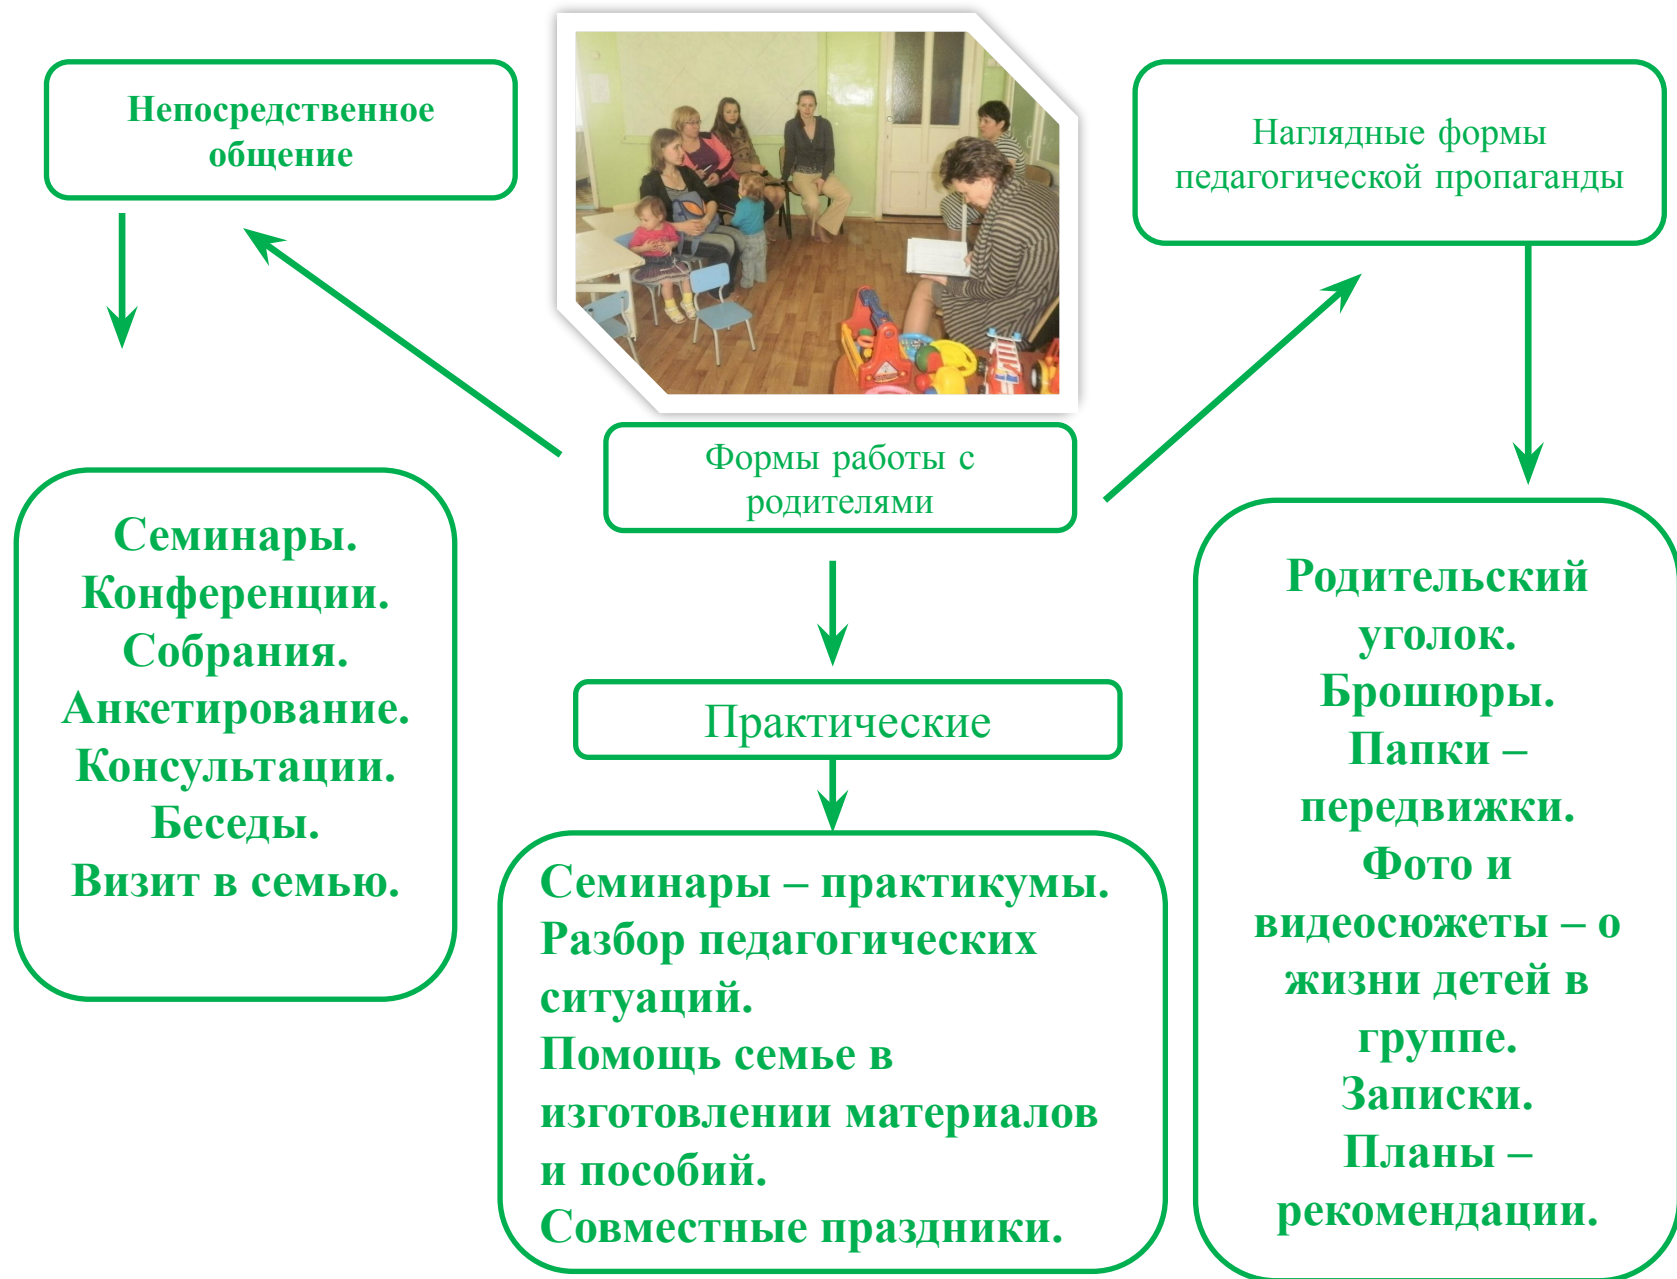 Непосредственное
общение
Наглядные формы
педагогической пропаганды
Формы работы с
родителями
Семинары.
Конференции.
Собрания.
Анкетирование.
Консультации.
Беседы.
Визит в семью.
Практические
Семинары – практикумы.
Разбор педагогических
ситуаций.
Помощь семье в
изготовлении материалов
и пособий.
Совместные праздники.
Родительский
уголок.
Брошюры.
Папки –
передвижки.
Фото и
видеосюжеты – о
жизни детей в
группе.
Записки.
Планы –
рекомендации.